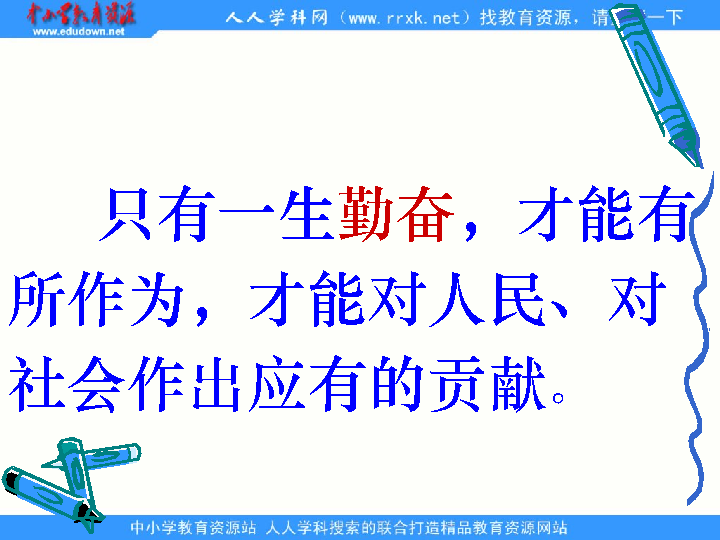 中小学教育资源
www.edudown.net
人人学科网（www.rrxk.net）找教育资源，请 一下
只有一生勤奋，才能有
所作为，才能对人民、对
社会作出应有的贡献。
中小学教育资源站 人人学科搜索的联合打造精品教育资源网站